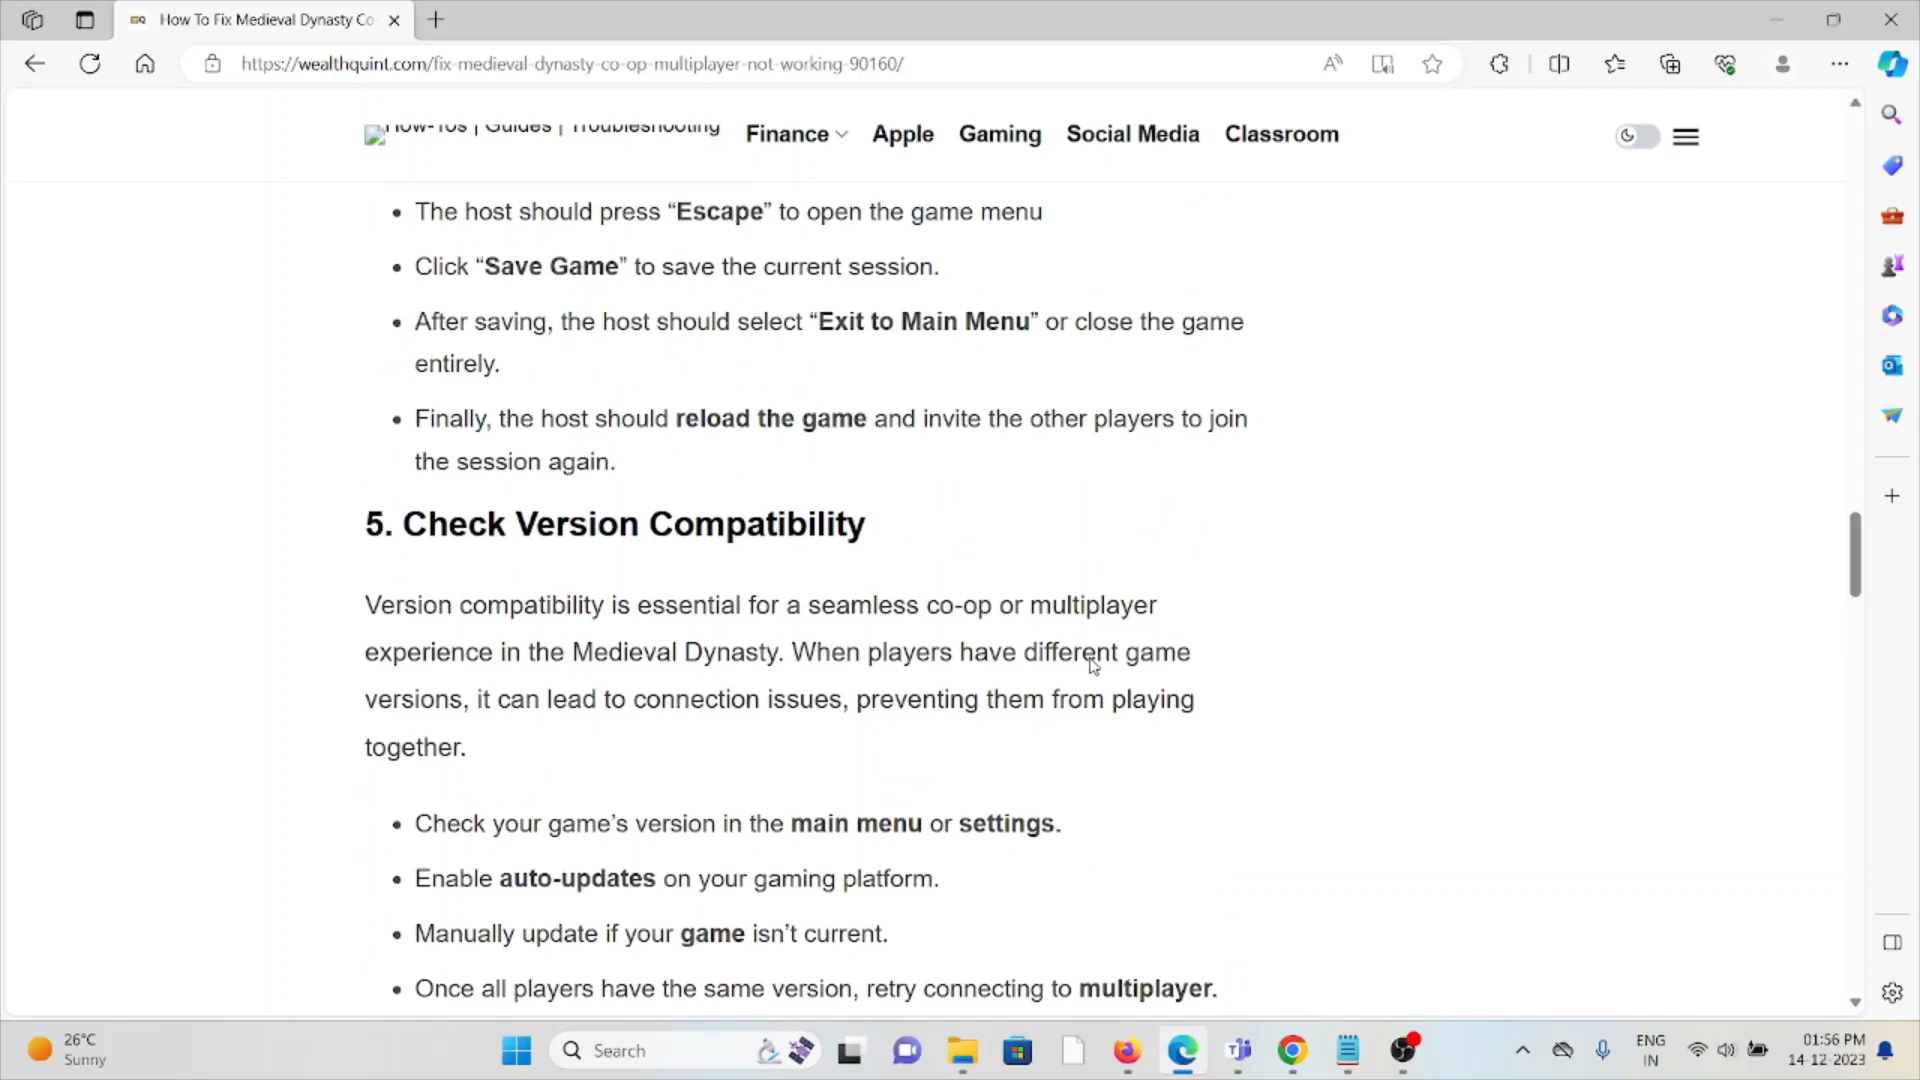 How To Fix Medieval Dynasty Co
https://wealthquint.com/fix-medieval-dynasty-co-op-multiplayer-not-working-90160/
How-Tos | Guides | Troubleshooting
Finance Apple Gaming Social Media Classroom
• The host should press “Escape” to open the game menu
• Click “Save Game” to save the current session.
• After saving, the host should select “Exit to Main Menu” or close the game
entirely.
• Finally, the host should reload the game and invite the other players to join
the session again.
5. Check Version Compatibility
Version compatibility is essential for a seamless co-op or multiplayer
experience in the Medieval Dynasty. When players have different game
versions, it can lead to connection issues, preventing them from playing
together.
• Check your game’s version in the main menu or settings.
• Enable auto-updates on your gaming platform.
• Manually update if your game isn’t current.
• Once all players have the same version, retry connecting to multiplayer.
26°C
Sunny
Search
ENG
IN
01:56 PM
14-12-2023